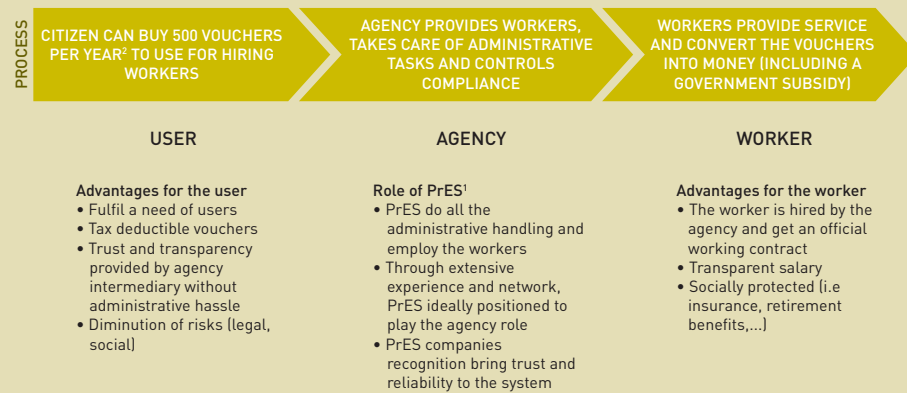 PROCESS
CITIZEN CAN BUY 500 VOUCHERS
PER YEAR² TO USE FOR HIRING
WORKERS
AGENCY PROVIDES WORKERS,
TAKES CARE OF ADMINISTRATIVE
TASKS AND CONTROLS
COMPLIANCE
WORKERS PROVIDE SERVICE
AND CONVERT THE VOUCHERS
INTO MONEY (INCLUDING A
GOVERNMENT SUBSIDY)
USER
Advantages for the user
• Fulfil a need of users
• Tax deductible vouchers
• Trust and transparency
provided by agency
intermediary without
administrative hassle
• Diminution of risks (legal,
social)
AGENCY
Role of PrES¹
• PrES do all the
administrative handling and
employ the workers
• Through extensive
experience and network,
PrES ideally positioned to
play the agency role
• PrES companies
recognition bring trust and
reliability to the system
WORKER
Advantages for the worker
• The worker is hired by the
agency and get an official
working contract
• Transparent salary
• Socially protected (i.e
insurance, retirement
benefits,...)